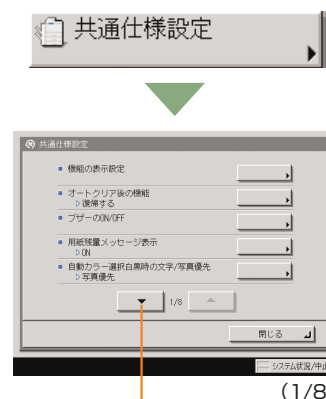 共通仕様設定
共通仕様設定
機能の表示設定
オートクリア後の機能
復帰する
ブザーのON/OFF
用紙残量メッセージ表示
ON
自動カラー選択白黒時の文字/写真優先
写真優先
1/8
閉じる
システム状況/中止
(1/8